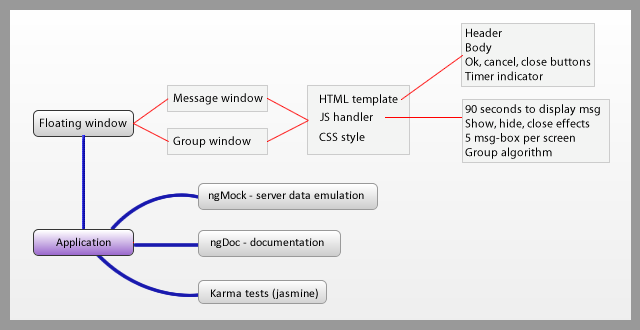 Header
Body
Ok, cancel, close buttons
Timer indicator
Message window
HTML template
Floating window
JS handler
Group window
CSS style
90 seconds to display msg
Show, hide, close effects
5 msg-box per screen
Group algorithm
ngMock - server data emulation
Application
ngDoc - documentation
Karma tests (jasmine)